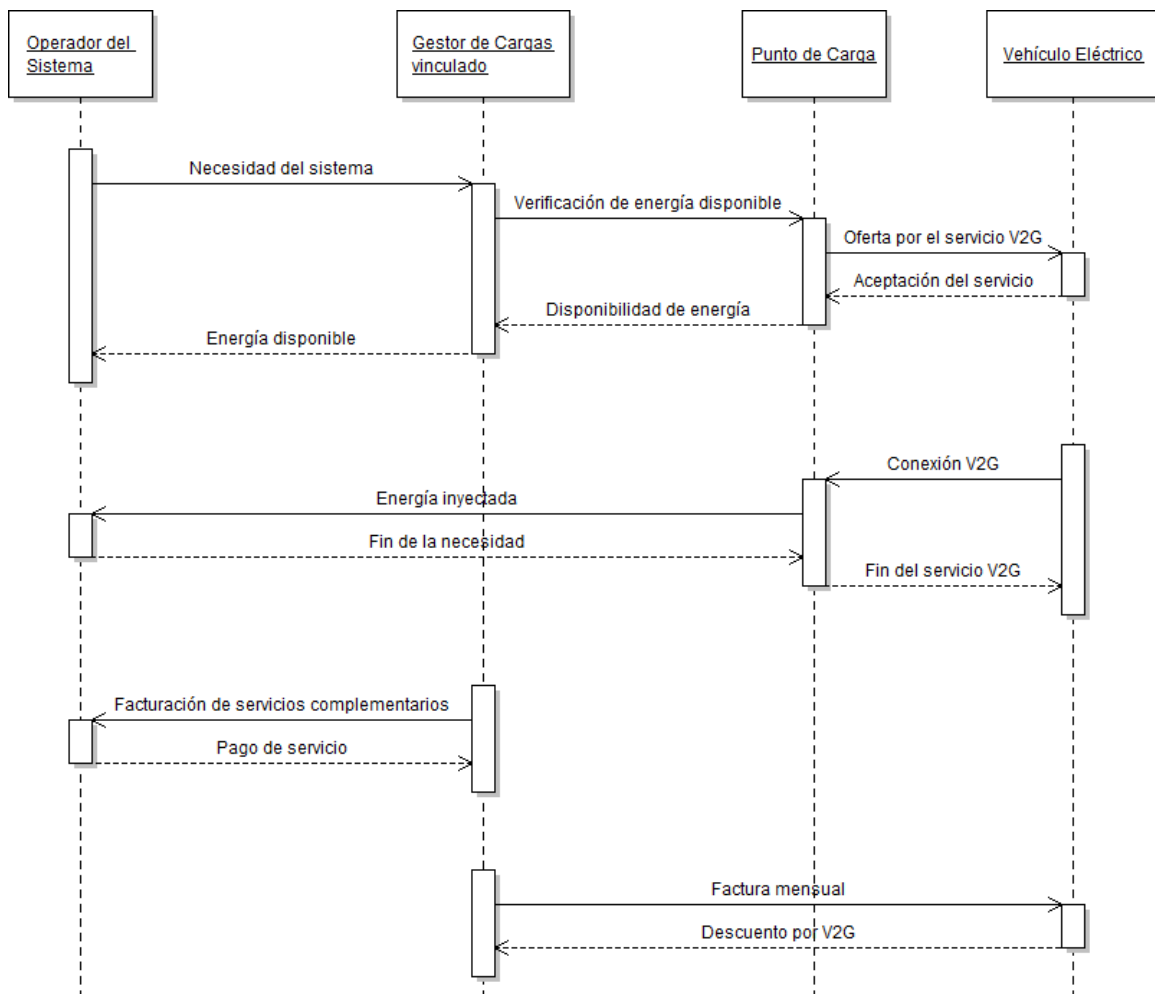 Operador del
Sistema
Gestor de Cargas
vinculado
Punto de Carga
Vehículo Eléctrico
Necesidad del sistema
Verificación de energía disponible
Oferta por el servicio V2G
Aceptación del servicio
Disponibilidad de energía
Energía disponible
Conexión V2G
Energía inyectada
Fin de la necesidad
Fin del servicio V2G
Facturación de servicios complementarios
Pago de servicio
Factura mensual
Descuento por V2G